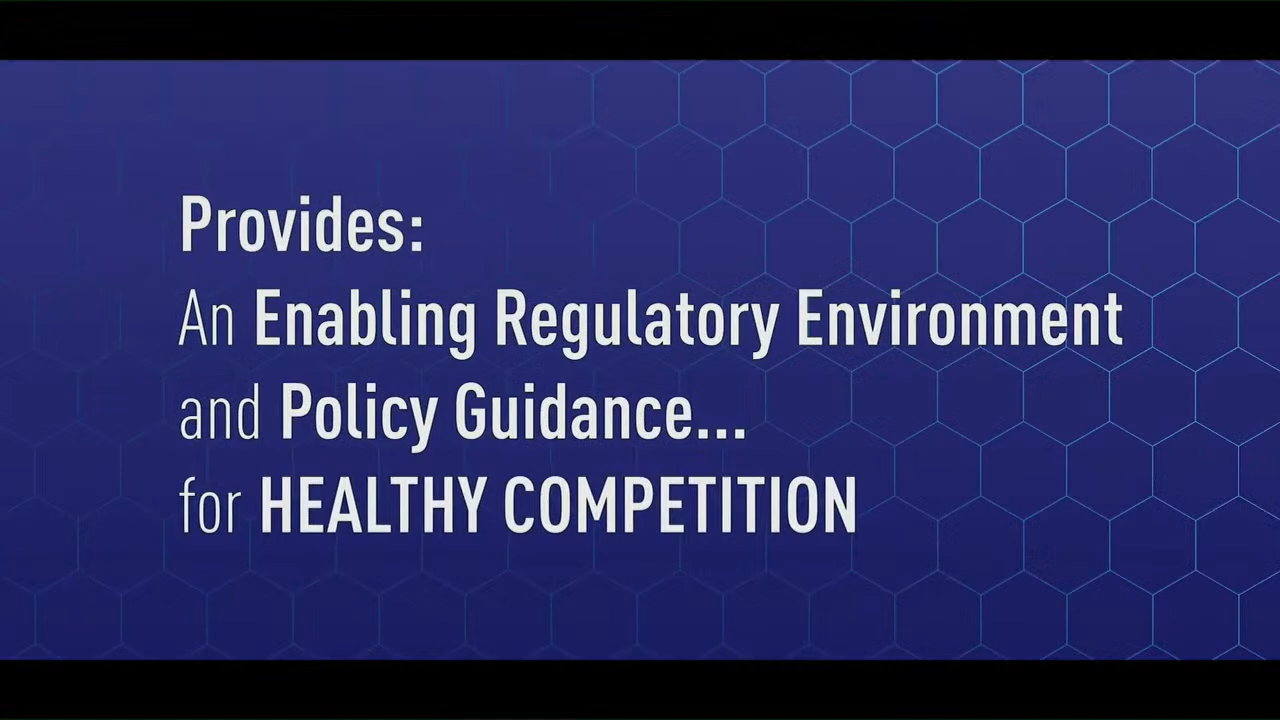 Provides:
An Enabling Regulatory Environment
and Policy Guidance...
for HEALTHY COMPETITION